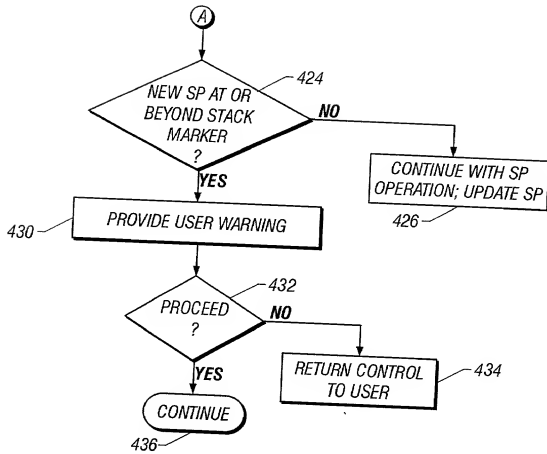 A
424
NEW SP AT OR
BEYOND STACK
MARKER
?
NO
YES
CONTINUE WITH SP
OPERATION; UPDATE SP
426
430
PROVIDE USER WARNING
432
PROCEED
?
NO
YES
RETURN CONTROL
TO USER
434
CONTINUE
436